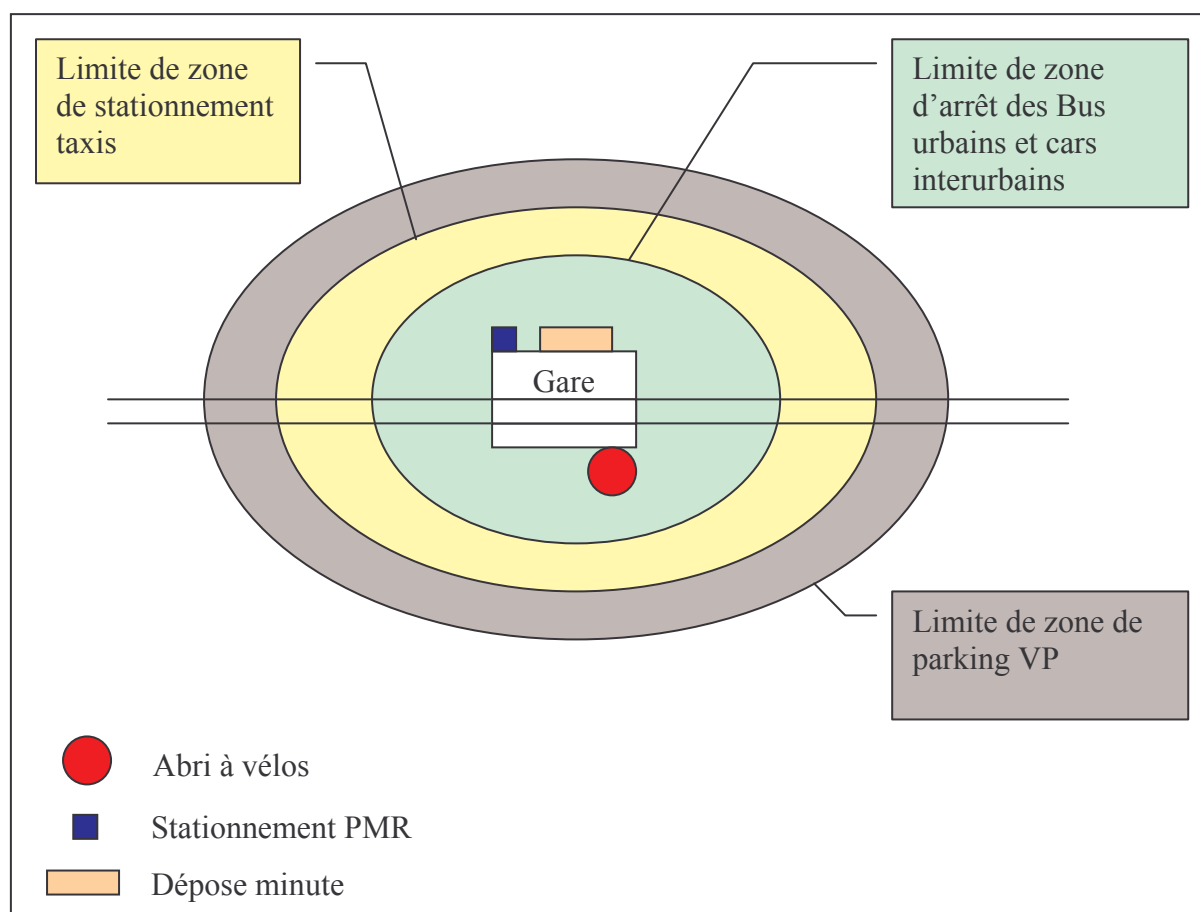 Limite de zone
de stationnement
taxis
Limite de zone
d’arrêt des Bus
urbains et cars
interurbains
Gare
Limite de zone de
parking VP
Abri à vélos
Stationnement PMR
Dépose minute